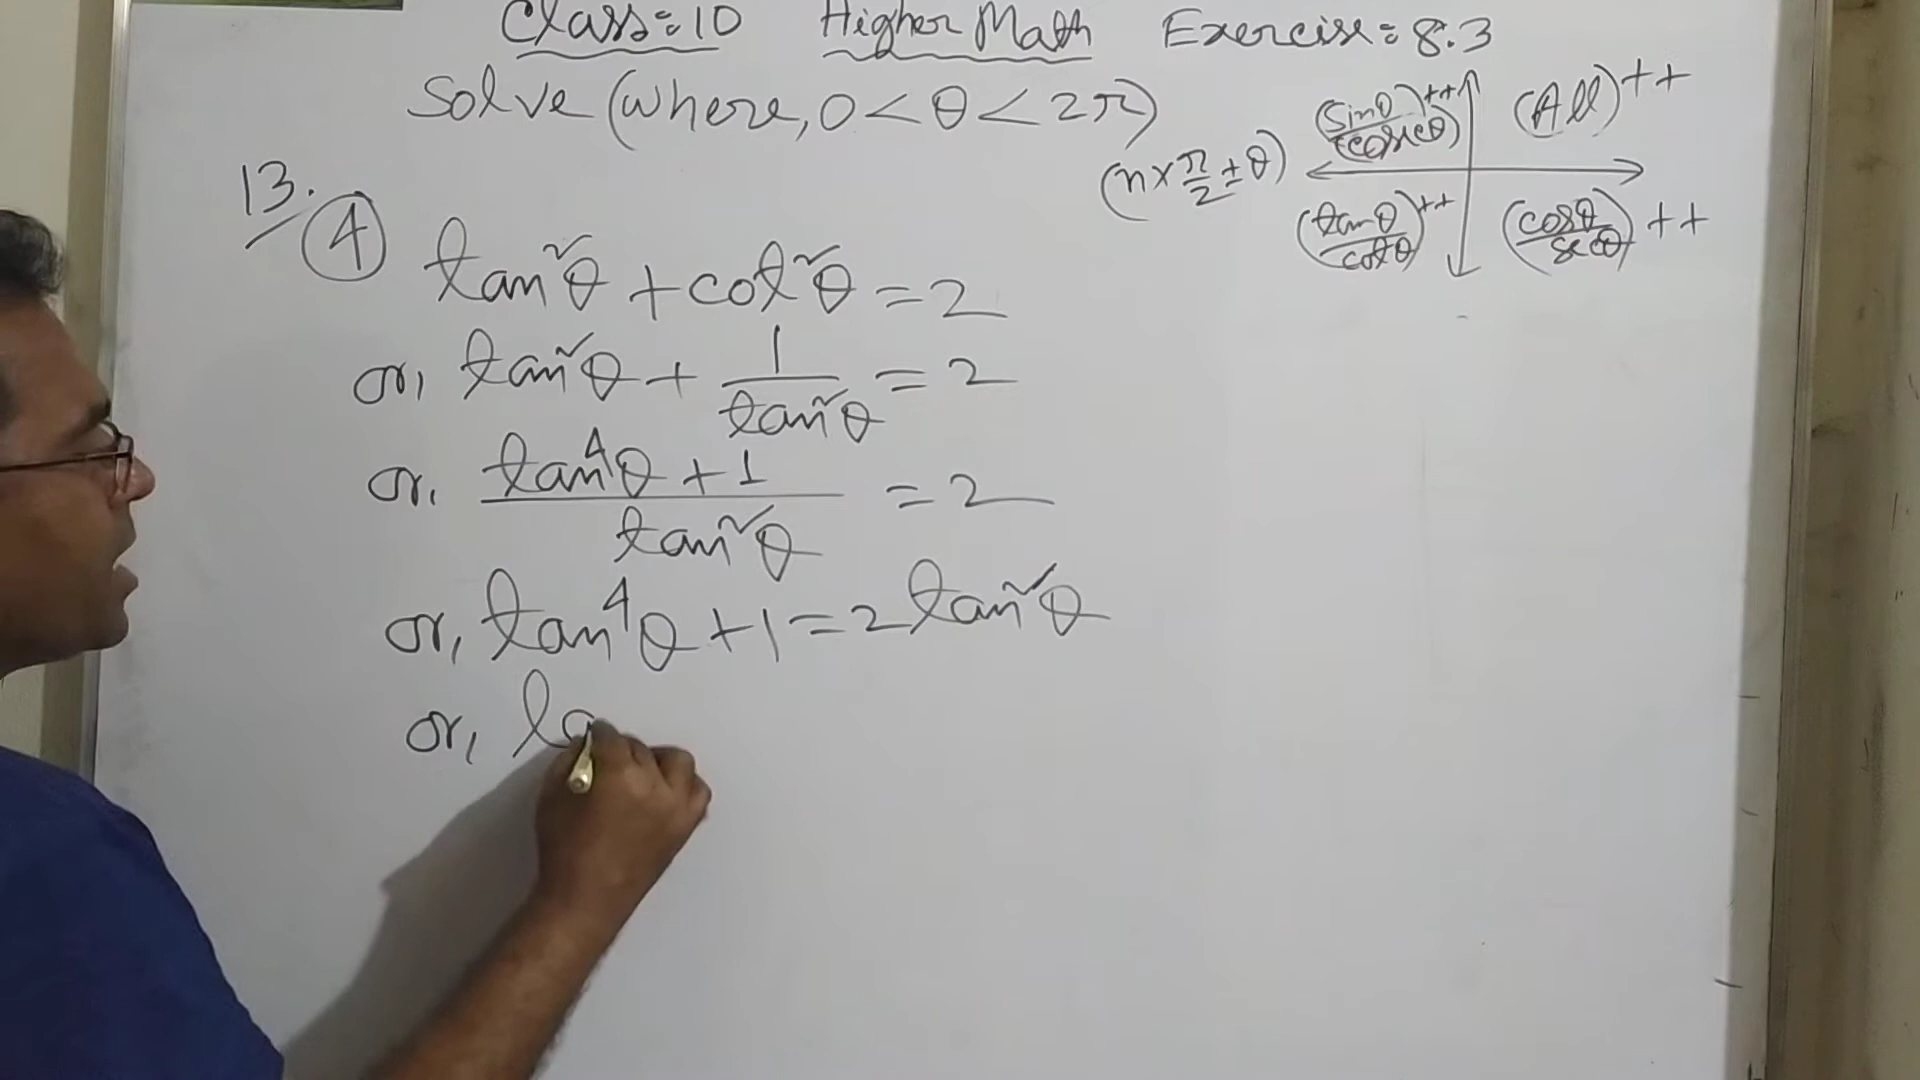 Class=10 Higher Math Exercise=8.3
Solve (where, 0<θ<2π)
(sinθ/cosecθ)++ (All)++
(n×π/2±θ)
(tanθ/cotθ)++ (cosθ/secθ)++
13.
④ tan²θ+cot²θ=2
or, tan²θ+1/tan²θ=2
or, (tan⁴θ+1)/tan²θ=2
or, tan⁴θ+1=2tan²θ
or, ta